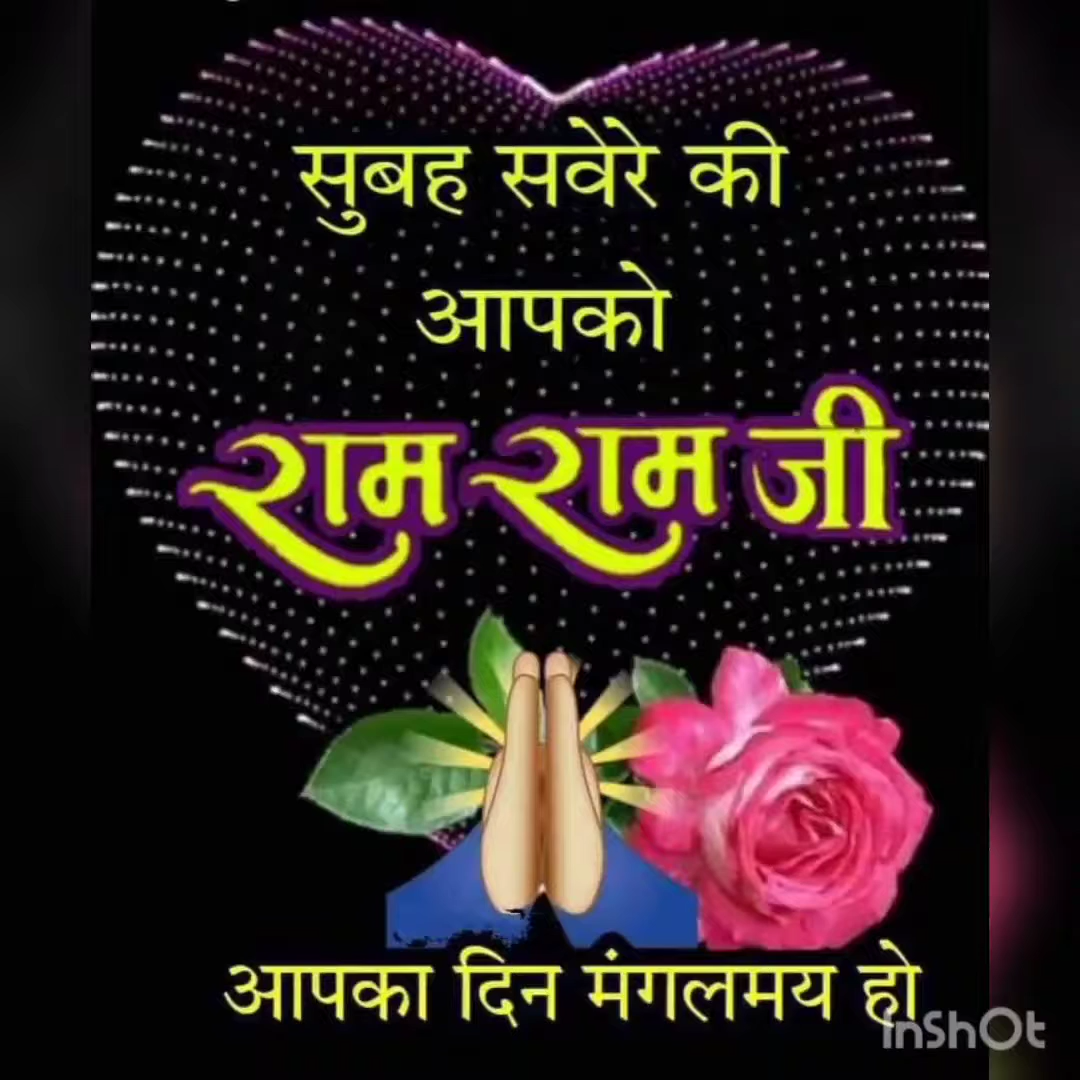 सुबह सवेरे की
आपको
राम राम जी
आपका दिन मंगलमय हो
InShOt